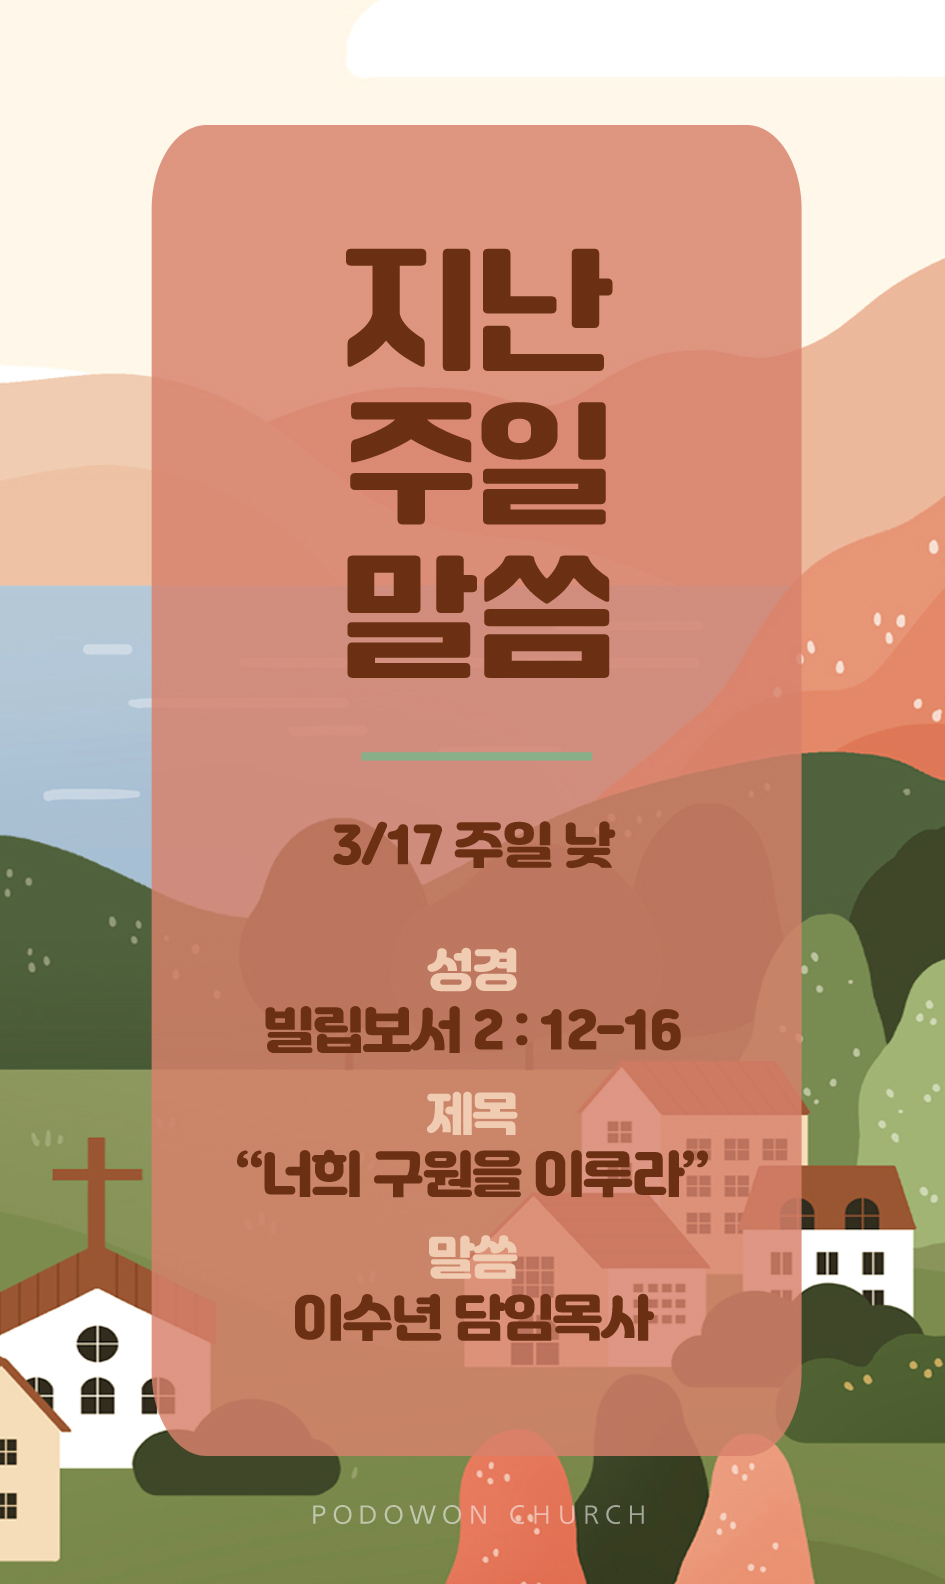 지난
주일
말씀
3/17 주일 낮
성경
빌립보서 2 : 12-16
제목
“너희 구원을 이루라”
말씀
이수년 담임목사
PODOWON CHURCH